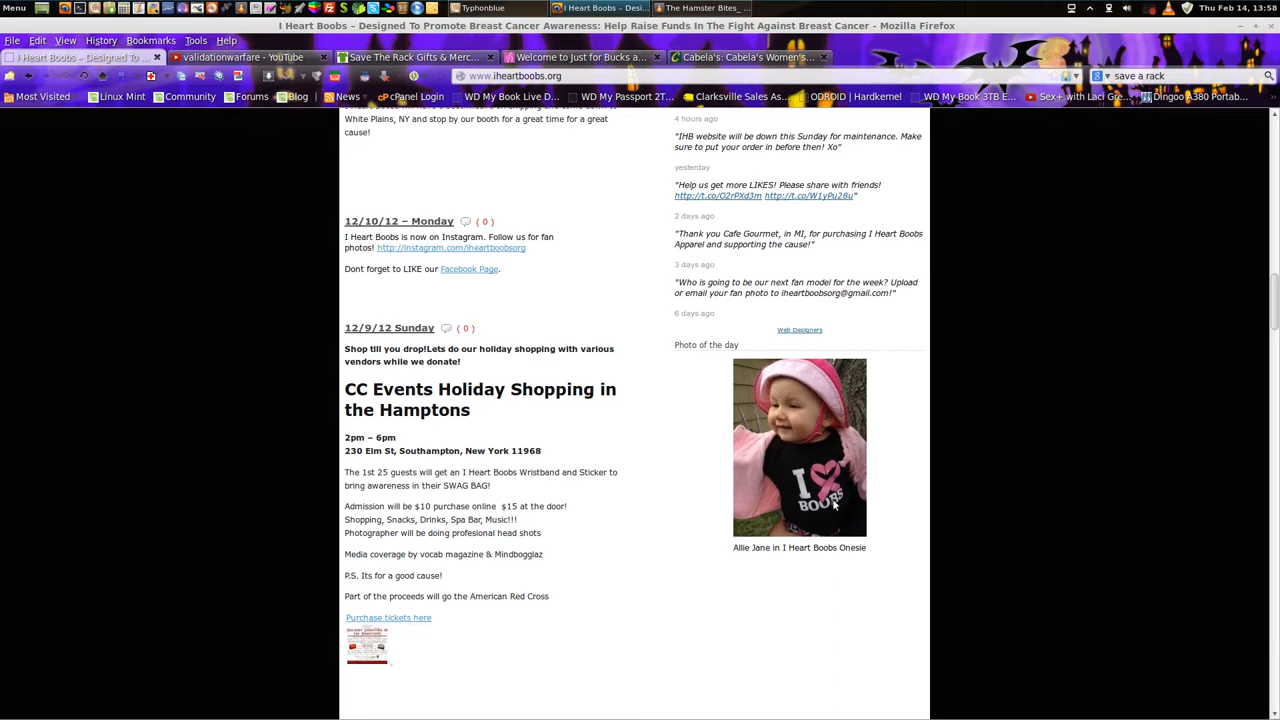 Menu
Typhonblue
I Heart Boobs – Desi...
The Hamster Bites_ ...
Thu Feb 14, 13:58
I Heart Boobs – Designed To Promote Breast Cancer Awareness: Help Raise Funds In The Fight Against Breast Cancer - Mozilla Firefox
File Edit View History Bookmarks Tools Help
I Heart Boobs - Designed To ...
validationwarfare - YouTube
Save The Rack Gifts & Merc...
Welcome to Just for Bucks a...
Cabela's: Cabela's Women's...
www.iheartboobs.org
save a rack
Most Visited
Linux Mint
Community
Forums
Blog
News
cPanel Login
WD My Book Live D...
WD My Passport 2T...
Clarksville Sales As...
ODROID | Hardkernel
WD My Book 3TB E...
Sex+ with Laci Gre...
Dingoo A380 Portab...
White Plains, NY and stop by our booth for a great time for a great
cause!
12/10/12 – Monday ( 0 )
I Heart Boobs is now on Instagram. Follow us for fan
photos! http://instagram.com/iheartboobsorg
Dont forget to LIKE our Facebook Page.
12/9/12 Sunday ( 0 )
Shop till you drop!Lets do our holiday shopping with various
vendors while we donate!
CC Events Holiday Shopping in
the Hamptons
2pm – 6pm
230 Elm St, Southampton, New York 11968
The 1st 25 guests will get an I Heart Boobs Wristband and Sticker to
bring awareness in their SWAG BAG!
Admission will be $10 purchase online $15 at the door!
Shopping, Snacks, Drinks, Spa Bar, Music!!!
Photographer will be doing profesional head shots
Media coverage by vocab magazine & Mindbogglaz
P.S. Its for a good cause!
Part of the proceeds will go the American Red Cross
Purchase tickets here
4 hours ago
"IHB website will be down this Sunday for maintenance. Make
sure to put your order in before then! Xo"
yesterday
"Help us get more LIKES! Please share with friends!
http://t.co/O2rPXd3m http://t.co/W1yPu28u"
2 days ago
"Thank you Cafe Gourmet, in MI, for purchasing I Heart Boobs
Apparel and supporting the cause!"
3 days ago
"Who is going to be our next fan model for the week? Upload
or email your fan photo to iheartboobsorg@gmail.com!"
6 days ago
Web Designers
Photo of the day
I
BOOBS
Allie Jane in I Heart Boobs Onesie